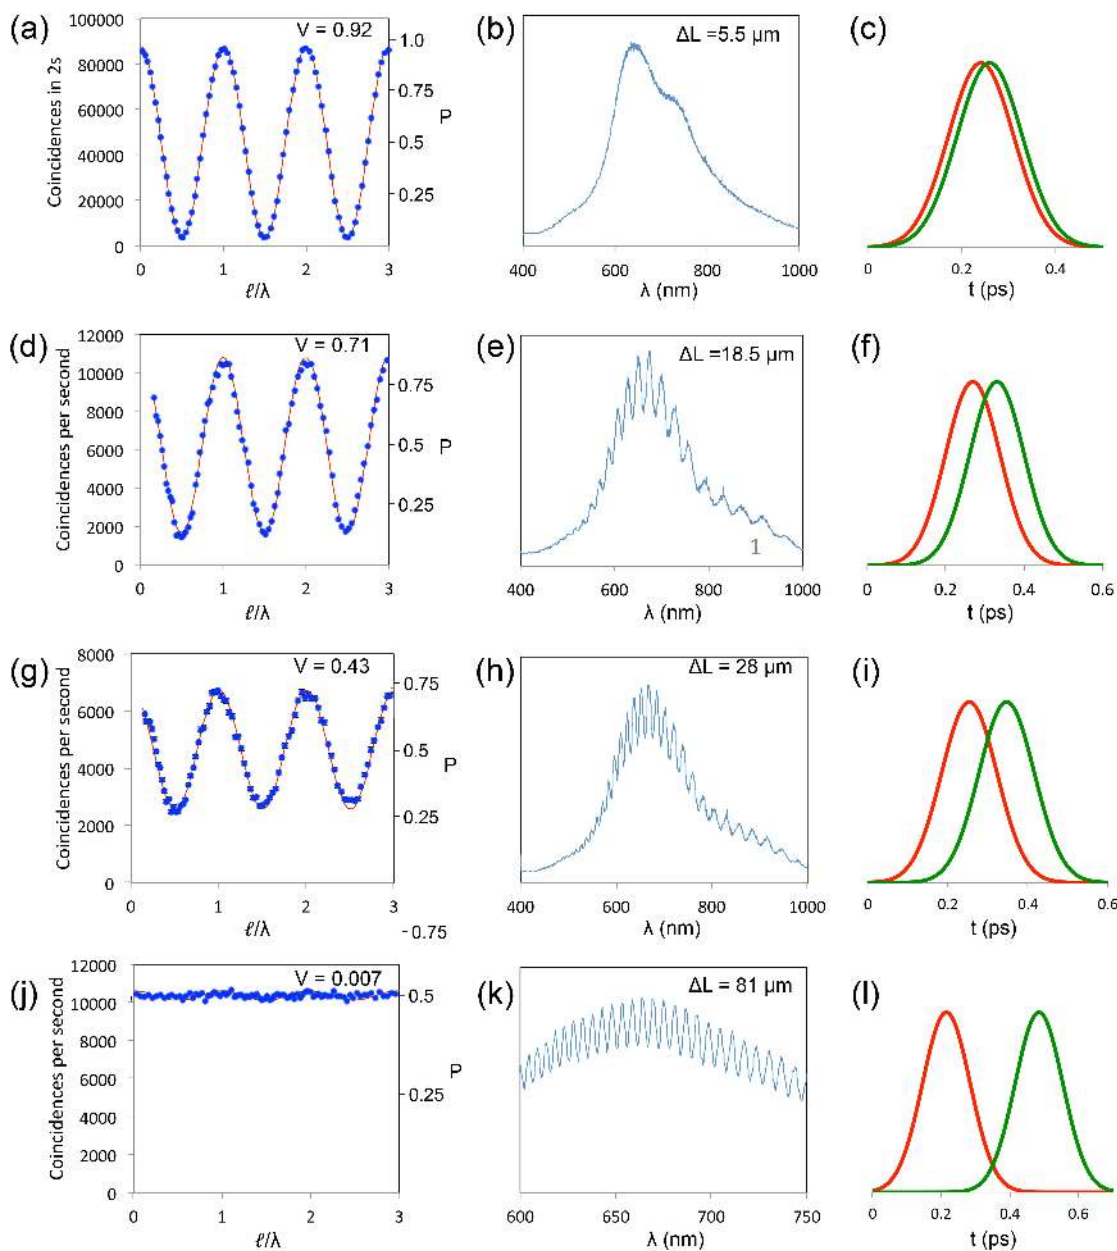 (a)
V = 0.92
100000
80000
60000
40000
20000
0
Coincidences in 2s
1.0
0.75
0.5
0.25
P
0 1 2 3
ℓ/λ
(b)
ΔL =5.5 μm
400 600 800 1000
λ (nm)
(c)
0 0.2 0.4
t (ps)
(d)
V = 0.71
12000
10000
8000
6000
4000
2000
0
Coincidences per second
0.75
0.5
0.25
P
0 1 2 3
ℓ/λ
(e)
ΔL =18.5 μm
1
400 600 800 1000
λ (nm)
(f)
0 0.2 0.4 0.6
t (ps)
(g)
V = 0.43
8000
6000
4000
2000
0
Coincidences per second
0.75
0.5
0.25
P
0 1 2 3
ℓ/λ
(h)
ΔL = 28 μm
400 600 800 1000
λ (nm)
(i)
0 0.2 0.4 0.6
t (ps)
(j)
V = 0.007
12000
10000
8000
6000
4000
2000
0
Coincidences per second
0.75
0.5
0.25
P
0 1 2 3
ℓ/λ
(k)
ΔL = 81 μm
600 650 700 750
λ (nm)
(l)
0 0.2 0.4 0.6
t (ps)